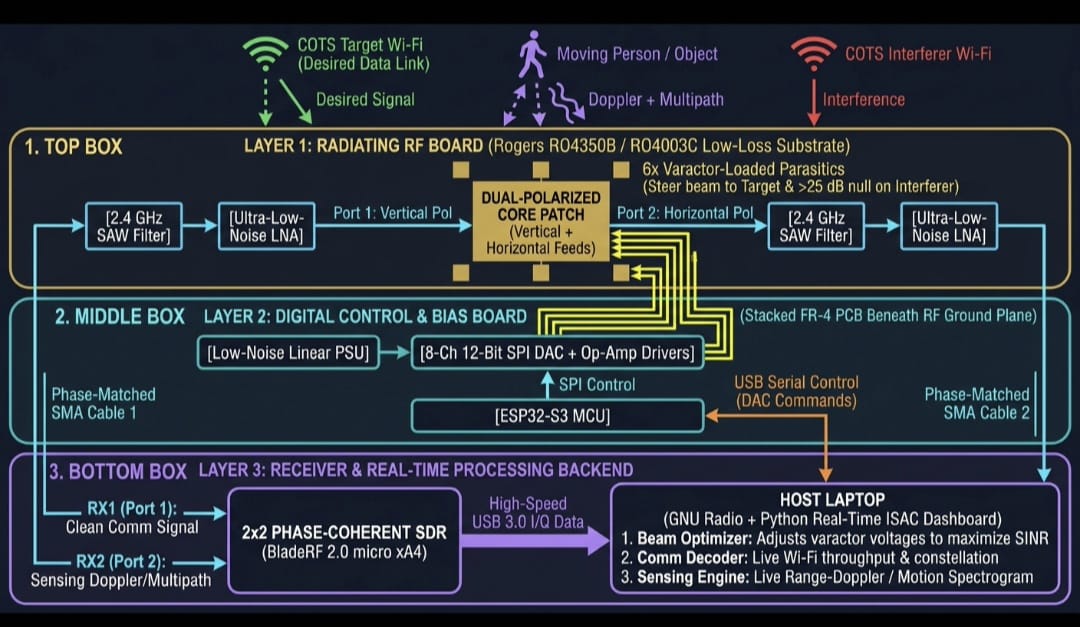 COTS Target Wi-Fi
(Desired Data Link)
Desired Signal
Moving Person / Object
Doppler + Multipath
COTS Interferer Wi-Fi
Interference
1. TOP BOX
LAYER 1: RADIATING RF BOARD (Rogers RO4350B / RO4003C Low-Loss Substrate)
6x Varactor-Loaded Parasitics
(Steer beam to Target & >25 dB null on Interferer)
[2.4 GHz
SAW Filter]
[Ultra-Low-
Noise LNA]
Port 1: Vertical Pol
DUAL-POLARIZED
CORE PATCH
(Vertical +
Horizontal Feeds)
Port 2: Horizontal Pol
[2.4 GHz
SAW Filter]
[Ultra-Low-
Noise LNA]
2. MIDDLE BOX
LAYER 2: DIGITAL CONTROL & BIAS BOARD
(Stacked FR-4 PCB Beneath RF Ground Plane)
[Low-Noise Linear PSU]
[8-Ch 12-Bit SPI DAC + Op-Amp Drivers]
SPI Control
[ESP32-S3 MCU]
USB Serial Control
(DAC Commands)
Phase-Matched
SMA Cable 1
Phase-Matched
SMA Cable 2
3. BOTTOM BOX
LAYER 3: RECEIVER & REAL-TIME PROCESSING BACKEND
RX1 (Port 1):
Clean Comm Signal
RX2 (Port 2):
Sensing Doppler/Multipath
2x2 PHASE-COHERENT SDR
(BladeRF 2.0 micro xA4)
High-Speed
USB 3.0 I/Q Data
HOST LAPTOP
(GNU Radio + Python Real-Time ISAC Dashboard)
1. Beam Optimizer: Adjusts varactor voltages to maximize SINR
2. Comm Decoder: Live Wi-Fi throughput & constellation
3. Sensing Engine: Live Range-Doppler / Motion Spectrogram